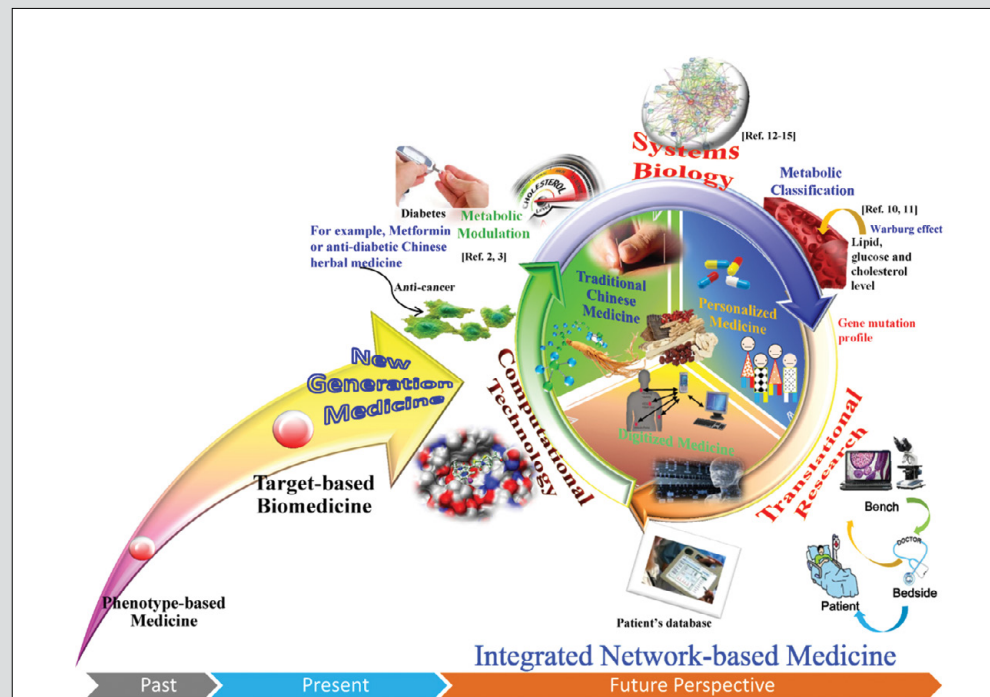 [Ref. 12-15]
Systems
Biology
CHOLESTEROL
Metabolic
Classification
[Ref. 10, 11]
Warburg effect
Lipid,
glucose and
cholesterol
level
Gene mutation
profile
Diabetes
Metabolic
Modulation
[Ref. 2, 3]
For example, Metformin
or anti-diabetic Chinese
herbal medicine
Anti-cancer
Traditional
Chinese
Medicine
Personalized
Medicine
Digitized Medicine
New
Generation
Medicine
Computational
Technology
Translational
Research
Target-based
Biomedicine
Phenotype-based
Medicine
Bench
DOCTOR
Bedside
Patient
Patient's database
Integrated Network-based Medicine
Past
Present
Future Perspective